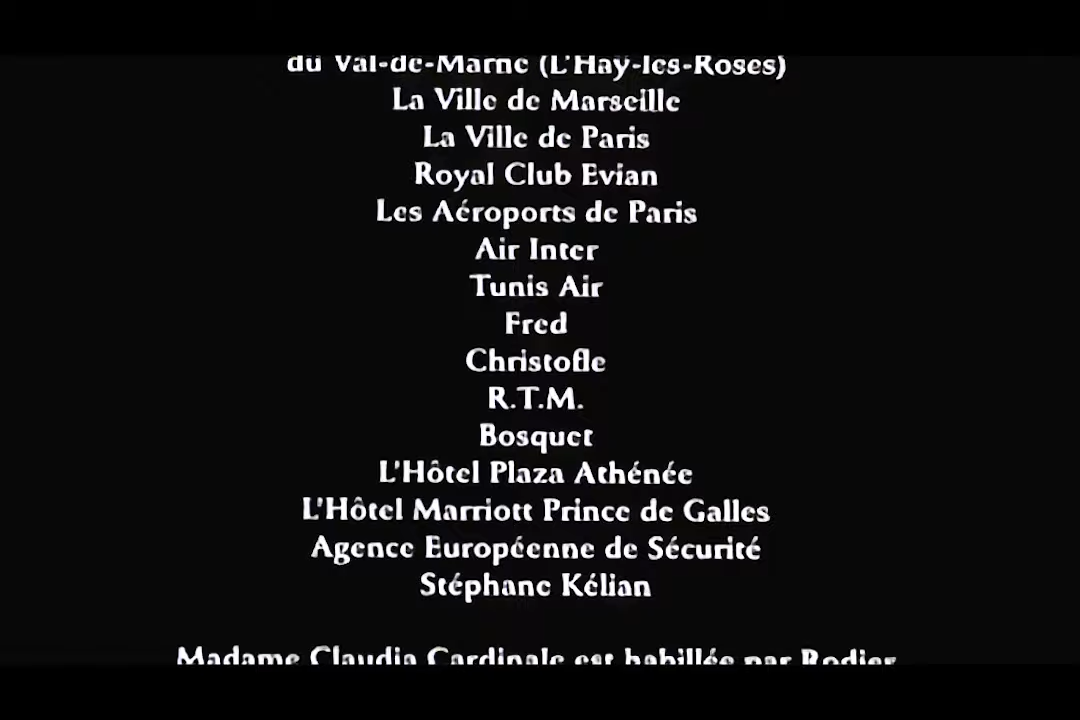 du Val-de-Marne (L'Hay-les-Roses)
La Ville de Marseille
La Ville de Paris
Royal Club Evian
Les Aéroports de Paris
Air Inter
Tunis Air
Fred
Christofle
R.T.M.
Bosquet
L'Hôtel Plaza Athénée
L'Hôtel Marriott Prince de Galles
Agence Européenne de Sécurité
Stéphane Kélian
Madame Claudia Cardinale est habillée par Rodier